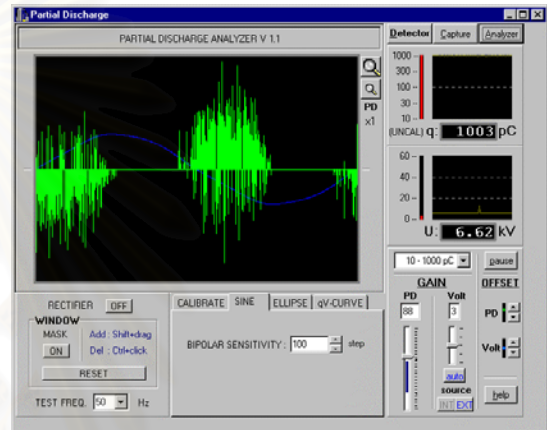 Partial Discharge
PARTIAL DISCHARGE ANALYZER V 1.1
PD
x1
Detector Capture Analyzer
1000
300
100
30
10
(UNCAL) q: 1003 pC
60
40
20
0
U: 6.62 kV
10 - 1000 pC pause
GAIN OFFSET
PD Volt
88 3
PD
Volt
auto
source
INT EXT
help
RECTIFIER OFF
WINDOW
MASK Add : Shift+drag
ON Del : Ctrl+click
RESET
TEST FREQ. 50 Hz
CALIBRATE SINE ELLIPSE qV-CURVE
BIPOLAR SENSITIVITY : 100 step